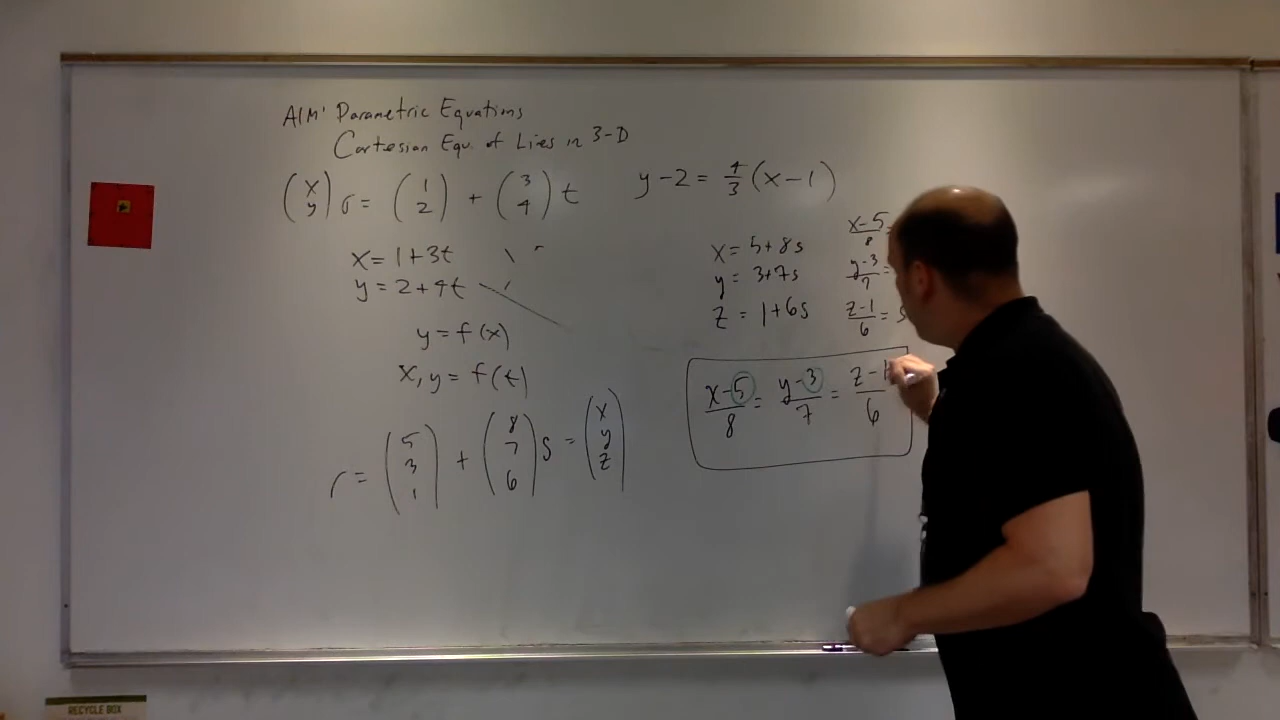 AIM' Parametric Equations
Cartesian Equ. of Lines in 3-D
(x y) r = (1 2) + (3 4) t
x = 1 + 3t
y = 2 + 4t
y = f(x)
x, y = f(t)
r = (5 3 1) + (8 7 6) s = (x y z)
y - 2 = 4/3 (x - 1)
x = 5 + 8s
y = 3 + 7s
z = 1 + 6s
x-5/8 =
y-3/7 =
z-1/6 = s
x-5/8 = y-3/7 = z-1/6
RECYCLE BOX